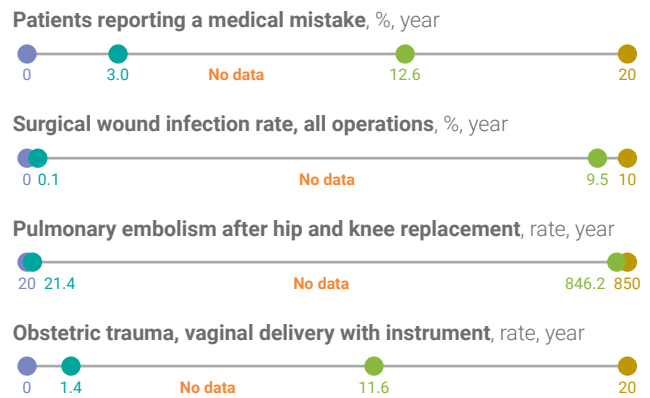 Patients reporting a medical mistake, %, year
0 3.0 No data 12.6 20
Surgical wound infection rate, all operations, %, year
0 0.1 No data 9.5 10
Pulmonary embolism after hip and knee replacement, rate, year
20 21.4 No data 846.2 850
Obstetric trauma, vaginal delivery with instrument, rate, year
0 1.4 No data 11.6 20